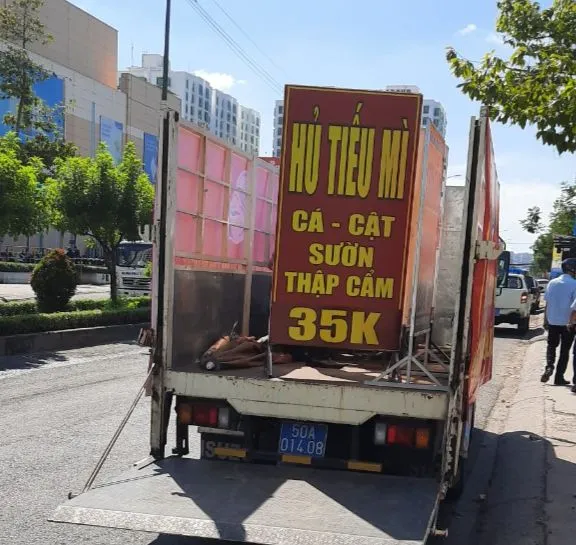 HỦ TIẾU MÌ
CÁ - CẬT
SƯỜN
THẬP CẨM
35K
50A
014.08